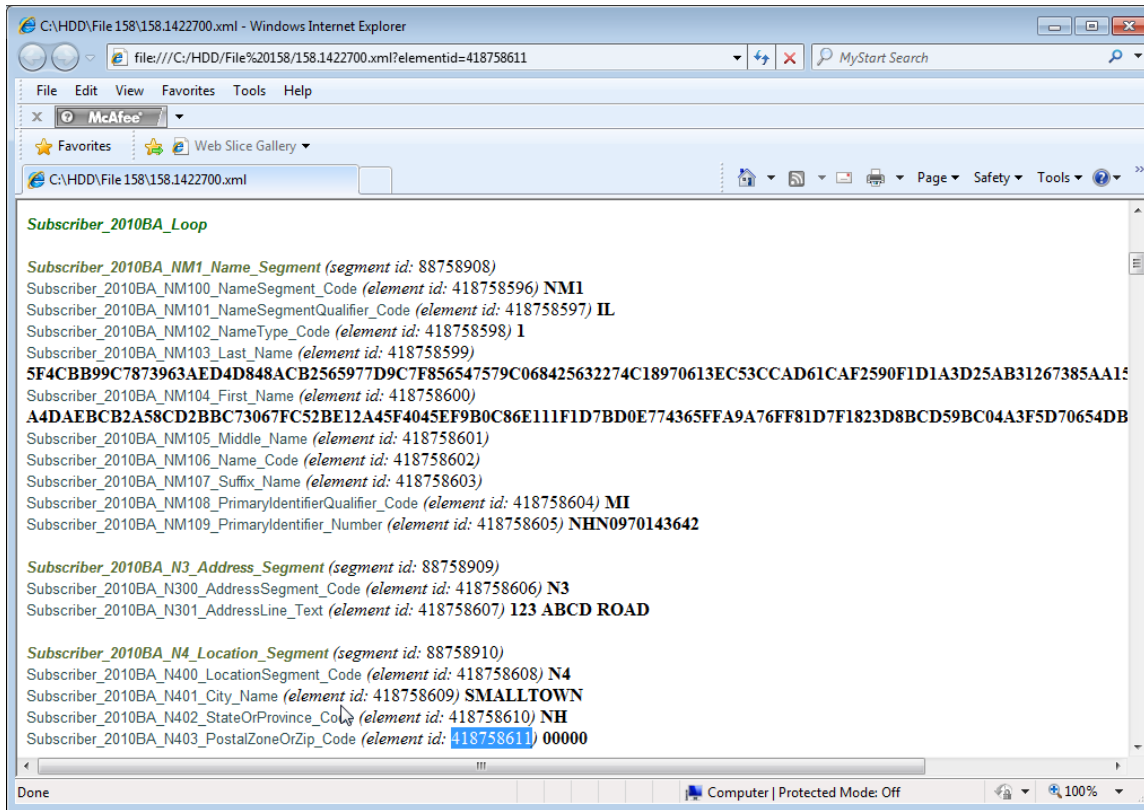 C:\HDD\File 158\158.1422700.xml - Windows Internet Explorer
file:///C:/HDD/File%20158/158.1422700.xml?elementid=418758611
MyStart Search
File Edit View Favorites Tools Help
X McAfee
Favorites Web Slice Gallery
C:\HDD\File 158\158.1422700.xml
Page Safety Tools
Subscriber_2010BA_Loop
Subscriber_2010BA_NM1_Name_Segment (segment id: 88758908)
Subscriber_2010BA_NM100_NameSegment_Code (element id: 418758596) NM1
Subscriber_2010BA_NM101_NameSegmentQualifier_Code (element id: 418758597) IL
Subscriber_2010BA_NM102_NameType_Code (element id: 418758598) 1
Subscriber_2010BA_NM103_Last_Name (element id: 418758599)
5F4CBB99C7873963AED4D848ACB2565977D9C7F856547579C068425632274C18970613EC53CCAD61CAF2590F1D1A3D25AB31267385AA15
Subscriber_2010BA_NM104_First_Name (element id: 418758600)
A4DAEBCB2A58CD2BBC73067FC52BE12A45F4045EF9B0C86E111F1D7BD0E774365FFA9A76FF81D7F1823D8BCD59BC04A3F5D70654DB
Subscriber_2010BA_NM105_Middle_Name (element id: 418758601)
Subscriber_2010BA_NM106_Name_Code (element id: 418758602)
Subscriber_2010BA_NM107_Suffix_Name (element id: 418758603)
Subscriber_2010BA_NM108_PrimaryIdentifierQualifier_Code (element id: 418758604) MI
Subscriber_2010BA_NM109_PrimaryIdentifier_Number (element id: 418758605) NHN0970143642
Subscriber_2010BA_N3_Address_Segment (segment id: 88758909)
Subscriber_2010BA_N300_AddressSegment_Code (element id: 418758606) N3
Subscriber_2010BA_N301_AddressLine_Text (element id: 418758607) 123 ABCD ROAD
Subscriber_2010BA_N4_Location_Segment (segment id: 88758910)
Subscriber_2010BA_N400_LocationSegment_Code (element id: 418758608) N4
Subscriber_2010BA_N401_City_Name (element id: 418758609) SMALLTOWN
Subscriber_2010BA_N402_StateOrProvince_Code (element id: 418758610) NH
Subscriber_2010BA_N403_PostalZoneOrZip_Code (element id: 418758611) 00000
Done Computer | Protected Mode: Off 100%